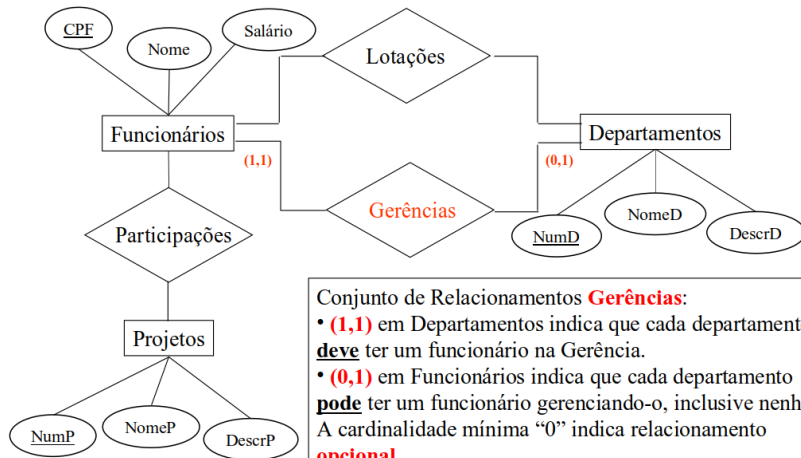 CPF
Nome
Salário
Lotações
Funcionários
Departamentos
(1,1)
(0,1)
Gerências
NumD
NomeD
DescrD
Participações
Projetos
NumP
NomeP
DescrP
Conjunto de Relacionamentos Gerências:
• (1,1) em Departamentos indica que cada departament
deve ter um funcionário na Gerência.
• (0,1) em Funcionários indica que cada departamento
pode ter um funcionário gerenciando-o, inclusive nenh
A cardinalidade mínima “0” indica relacionamento
opcional